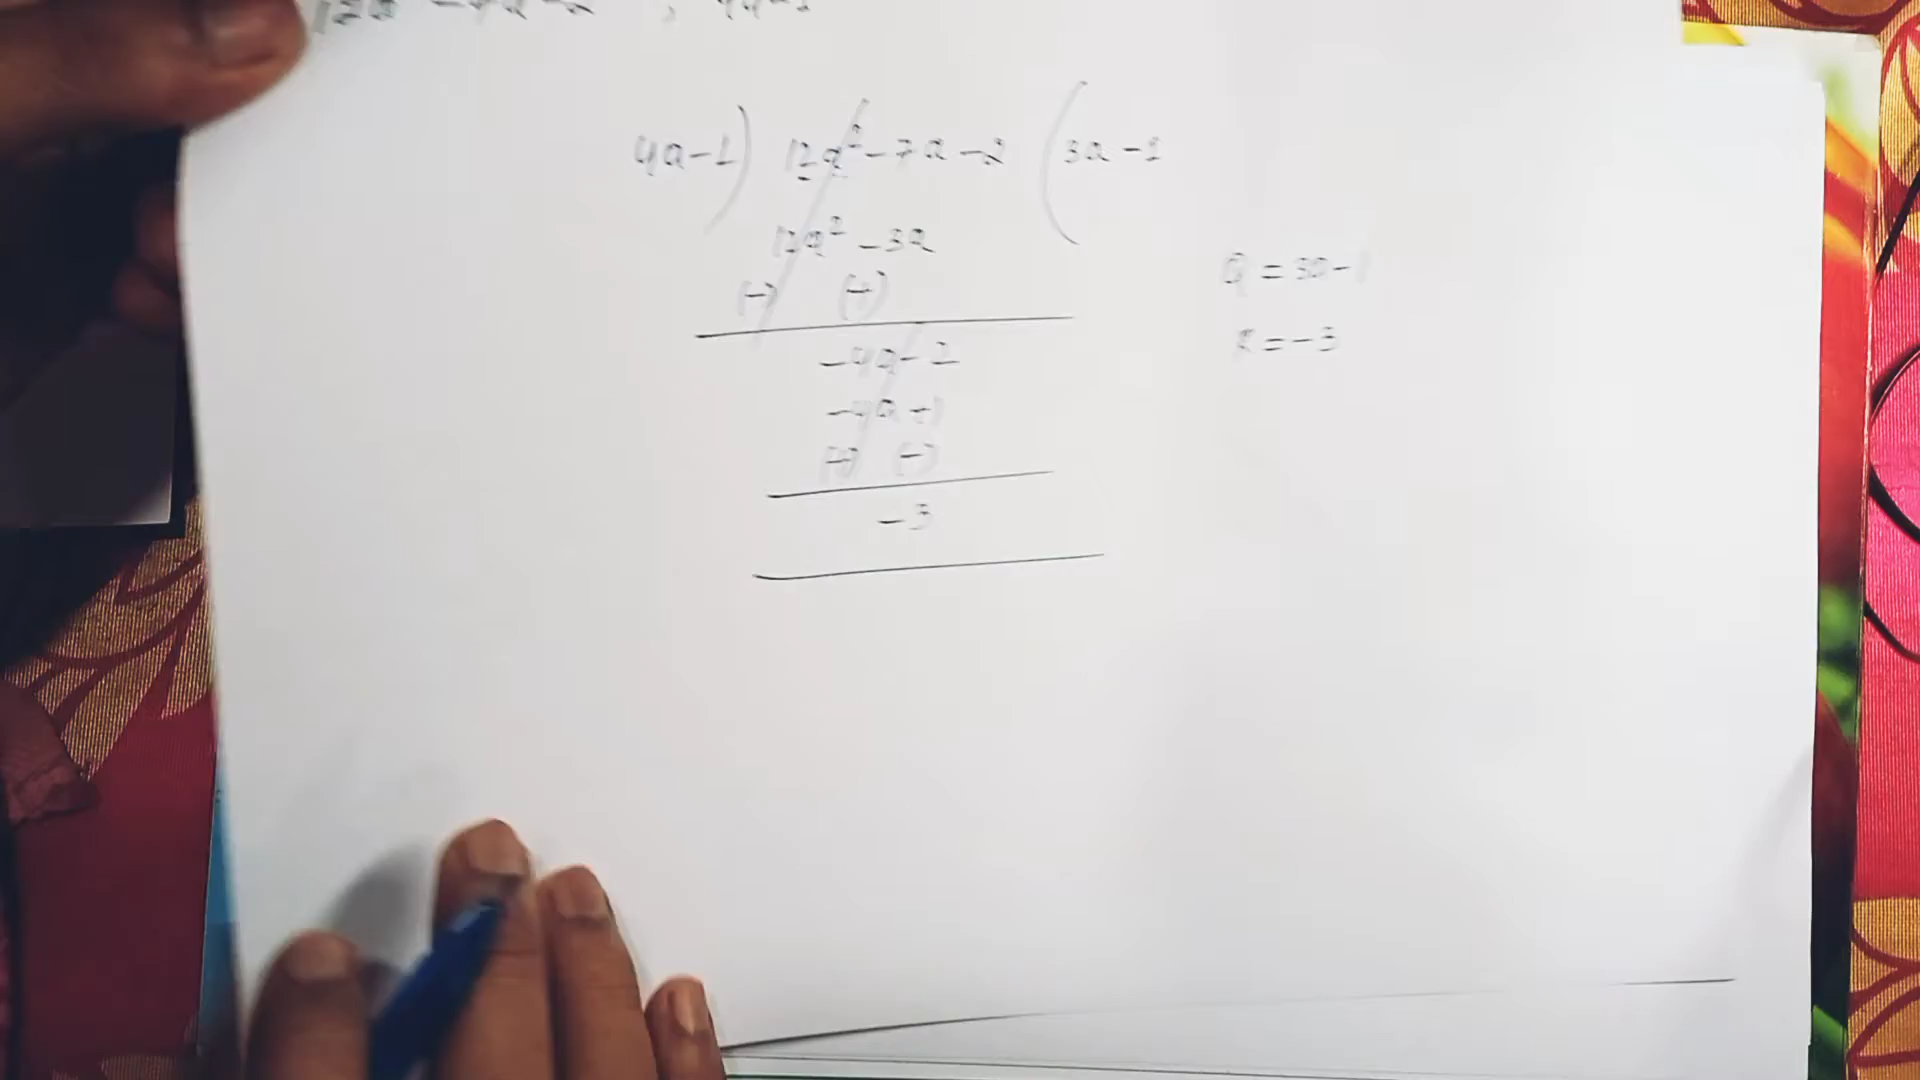 4a-1) 12a²-7a-2 (3a-1
12a²-3a
(-) (+)
Q = 3a-1
-4a-2
R = -3
-4a+1
(+) (-)
-3